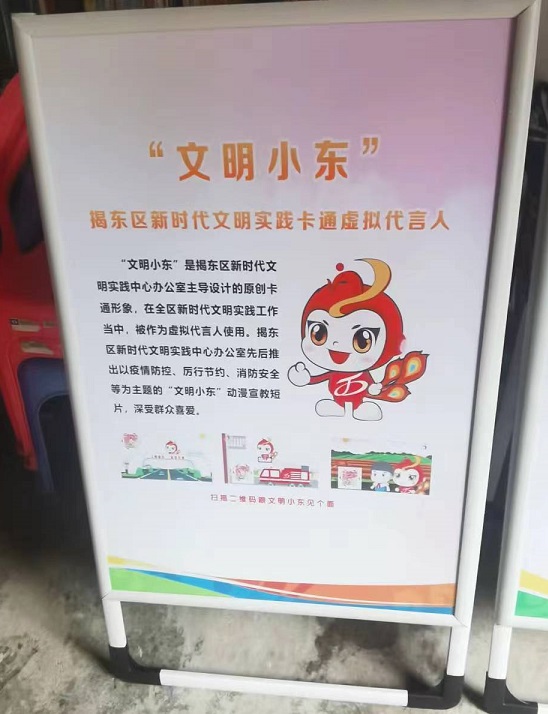 “文明小东”
揭东区新时代文明实践卡通虚拟代言人
“文明小东”是揭东区新时代文
明实践中心办公室主导设计的原创卡
通形象，在全区新时代文明实践工作
当中，被作为虚拟代言人使用。揭东
区新时代文明实践中心办公室先后推
出以疫情防控、厉行节约、消防安全
等为主题的“文明小东”动漫宣教短
片，深受群众喜爱。
扫描二维码跟文明小东见个面